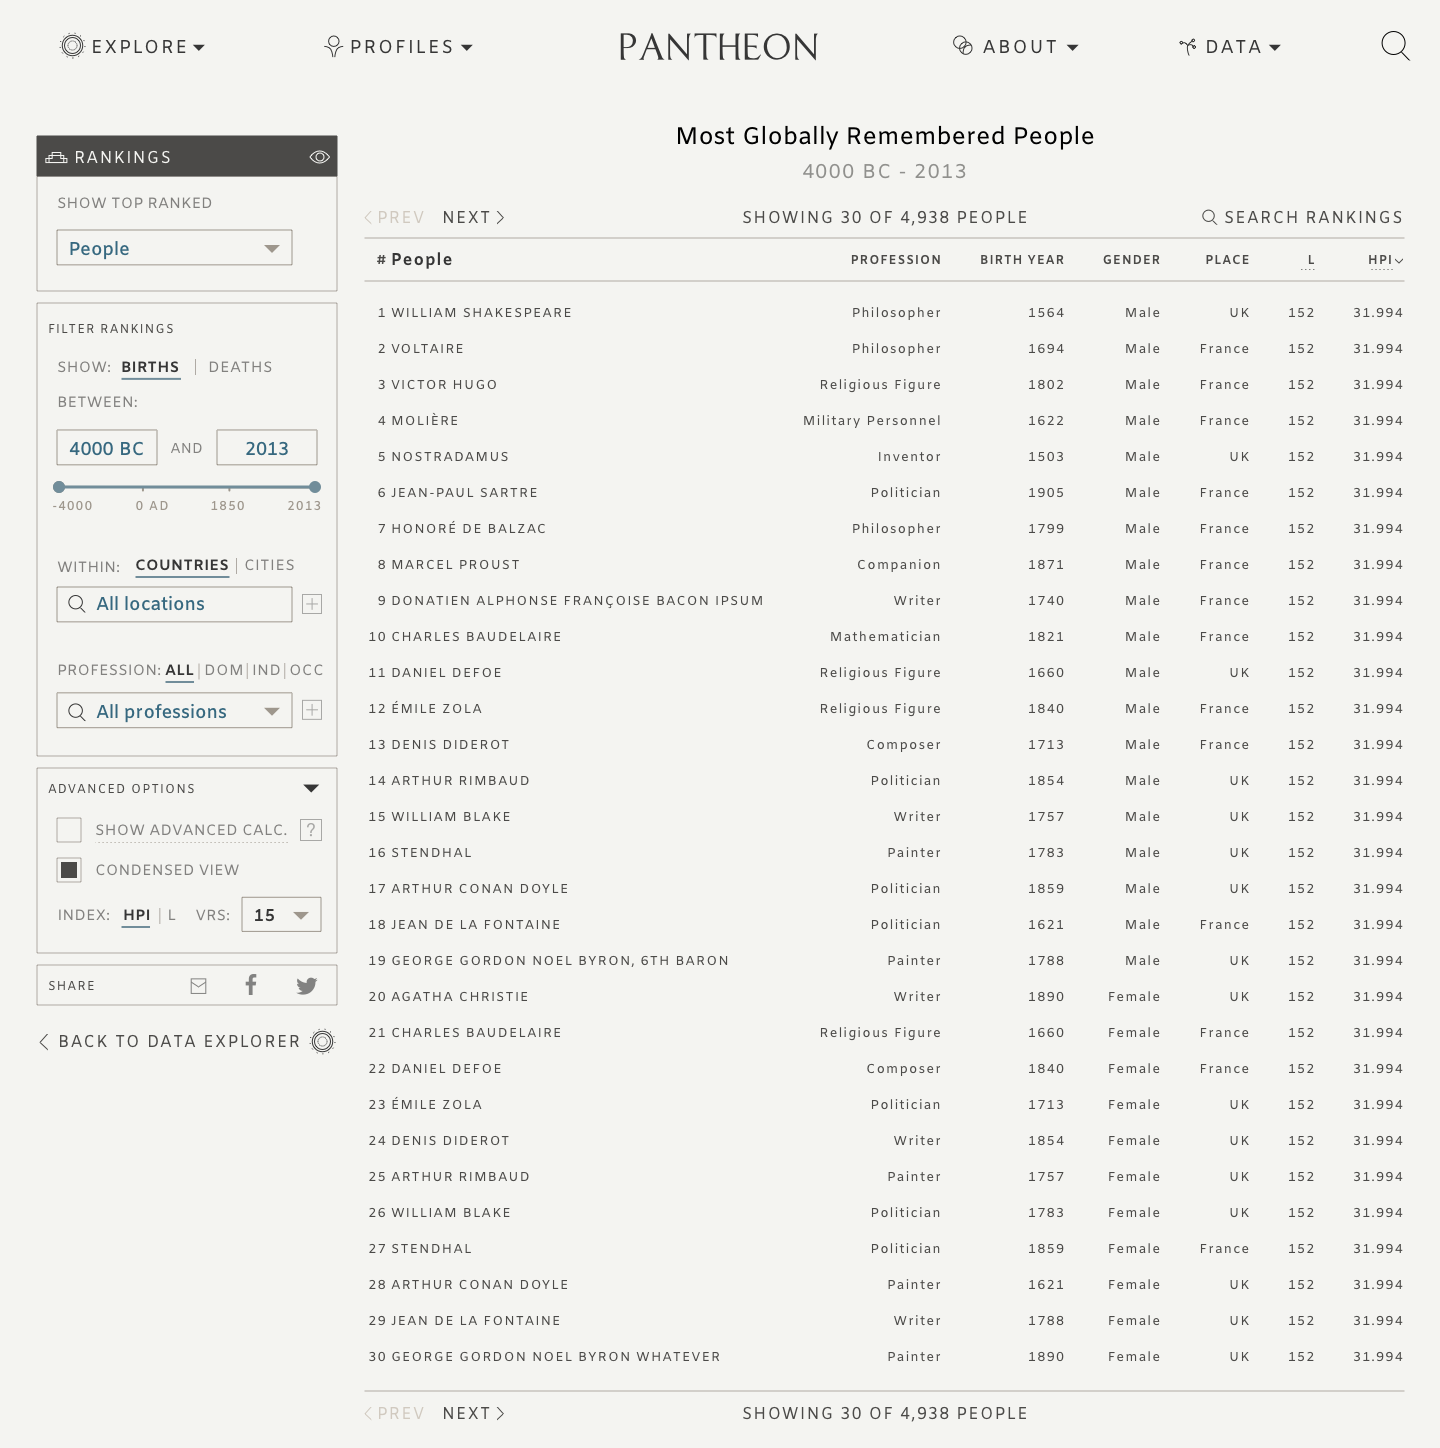 EXPLORE PROFILES PANTHEON ABOUT DATA
RANKINGS
SHOW TOP RANKED
People
FILTER RANKINGS
SHOW: BIRTHS | DEATHS
BETWEEN:
4000 BC AND 2013
-4000 0 AD 1850 2013
WITHIN: COUNTRIES | CITIES
All locations
PROFESSION: ALL | DOM | IND | OCC
All professions
ADVANCED OPTIONS
SHOW ADVANCED CALC. ?
CONDENSED VIEW
INDEX: HPI | L VRS: 15
SHARE
BACK TO DATA EXPLORER
Most Globally Remembered People
4000 BC - 2013
PREV NEXT SHOWING 30 OF 4,938 PEOPLE SEARCH RANKINGS
# People PROFESSION BIRTH YEAR GENDER PLACE L HPI
1 WILLIAM SHAKESPEARE Philosopher 1564 Male UK 152 31.994
2 VOLTAIRE Philosopher 1694 Male France 152 31.994
3 VICTOR HUGO Religious Figure 1802 Male France 152 31.994
4 MOLIÈRE Military Personnel 1622 Male France 152 31.994
5 NOSTRADAMUS Inventor 1503 Male UK 152 31.994
6 JEAN-PAUL SARTRE Politician 1905 Male France 152 31.994
7 HONORÉ DE BALZAC Philosopher 1799 Male France 152 31.994
8 MARCEL PROUST Companion 1871 Male France 152 31.994
9 DONATIEN ALPHONSE FRANÇOISE BACON IPSUM Writer 1740 Male France 152 31.994
10 CHARLES BAUDELAIRE Mathematician 1821 Male France 152 31.994
11 DANIEL DEFOE Religious Figure 1660 Male UK 152 31.994
12 ÉMILE ZOLA Religious Figure 1840 Male France 152 31.994
13 DENIS DIDEROT Composer 1713 Male France 152 31.994
14 ARTHUR RIMBAUD Politician 1854 Male UK 152 31.994
15 WILLIAM BLAKE Writer 1757 Male UK 152 31.994
16 STENDHAL Painter 1783 Male UK 152 31.994
17 ARTHUR CONAN DOYLE Politician 1859 Male UK 152 31.994
18 JEAN DE LA FONTAINE Politician 1621 Male France 152 31.994
19 GEORGE GORDON NOEL BYRON, 6TH BARON Painter 1788 Male UK 152 31.994
20 AGATHA CHRISTIE Writer 1890 Female UK 152 31.994
21 CHARLES BAUDELAIRE Religious Figure 1660 Female France 152 31.994
22 DANIEL DEFOE Composer 1840 Female France 152 31.994
23 ÉMILE ZOLA Politician 1713 Female UK 152 31.994
24 DENIS DIDEROT Writer 1854 Female UK 152 31.994
25 ARTHUR RIMBAUD Painter 1757 Female UK 152 31.994
26 WILLIAM BLAKE Politician 1783 Female UK 152 31.994
27 STENDHAL Politician 1859 Female France 152 31.994
28 ARTHUR CONAN DOYLE Painter 1621 Female UK 152 31.994
29 JEAN DE LA FONTAINE Writer 1788 Female UK 152 31.994
30 GEORGE GORDON NOEL BYRON WHATEVER Painter 1890 Female UK 152 31.994
PREV NEXT SHOWING 30 OF 4,938 PEOPLE